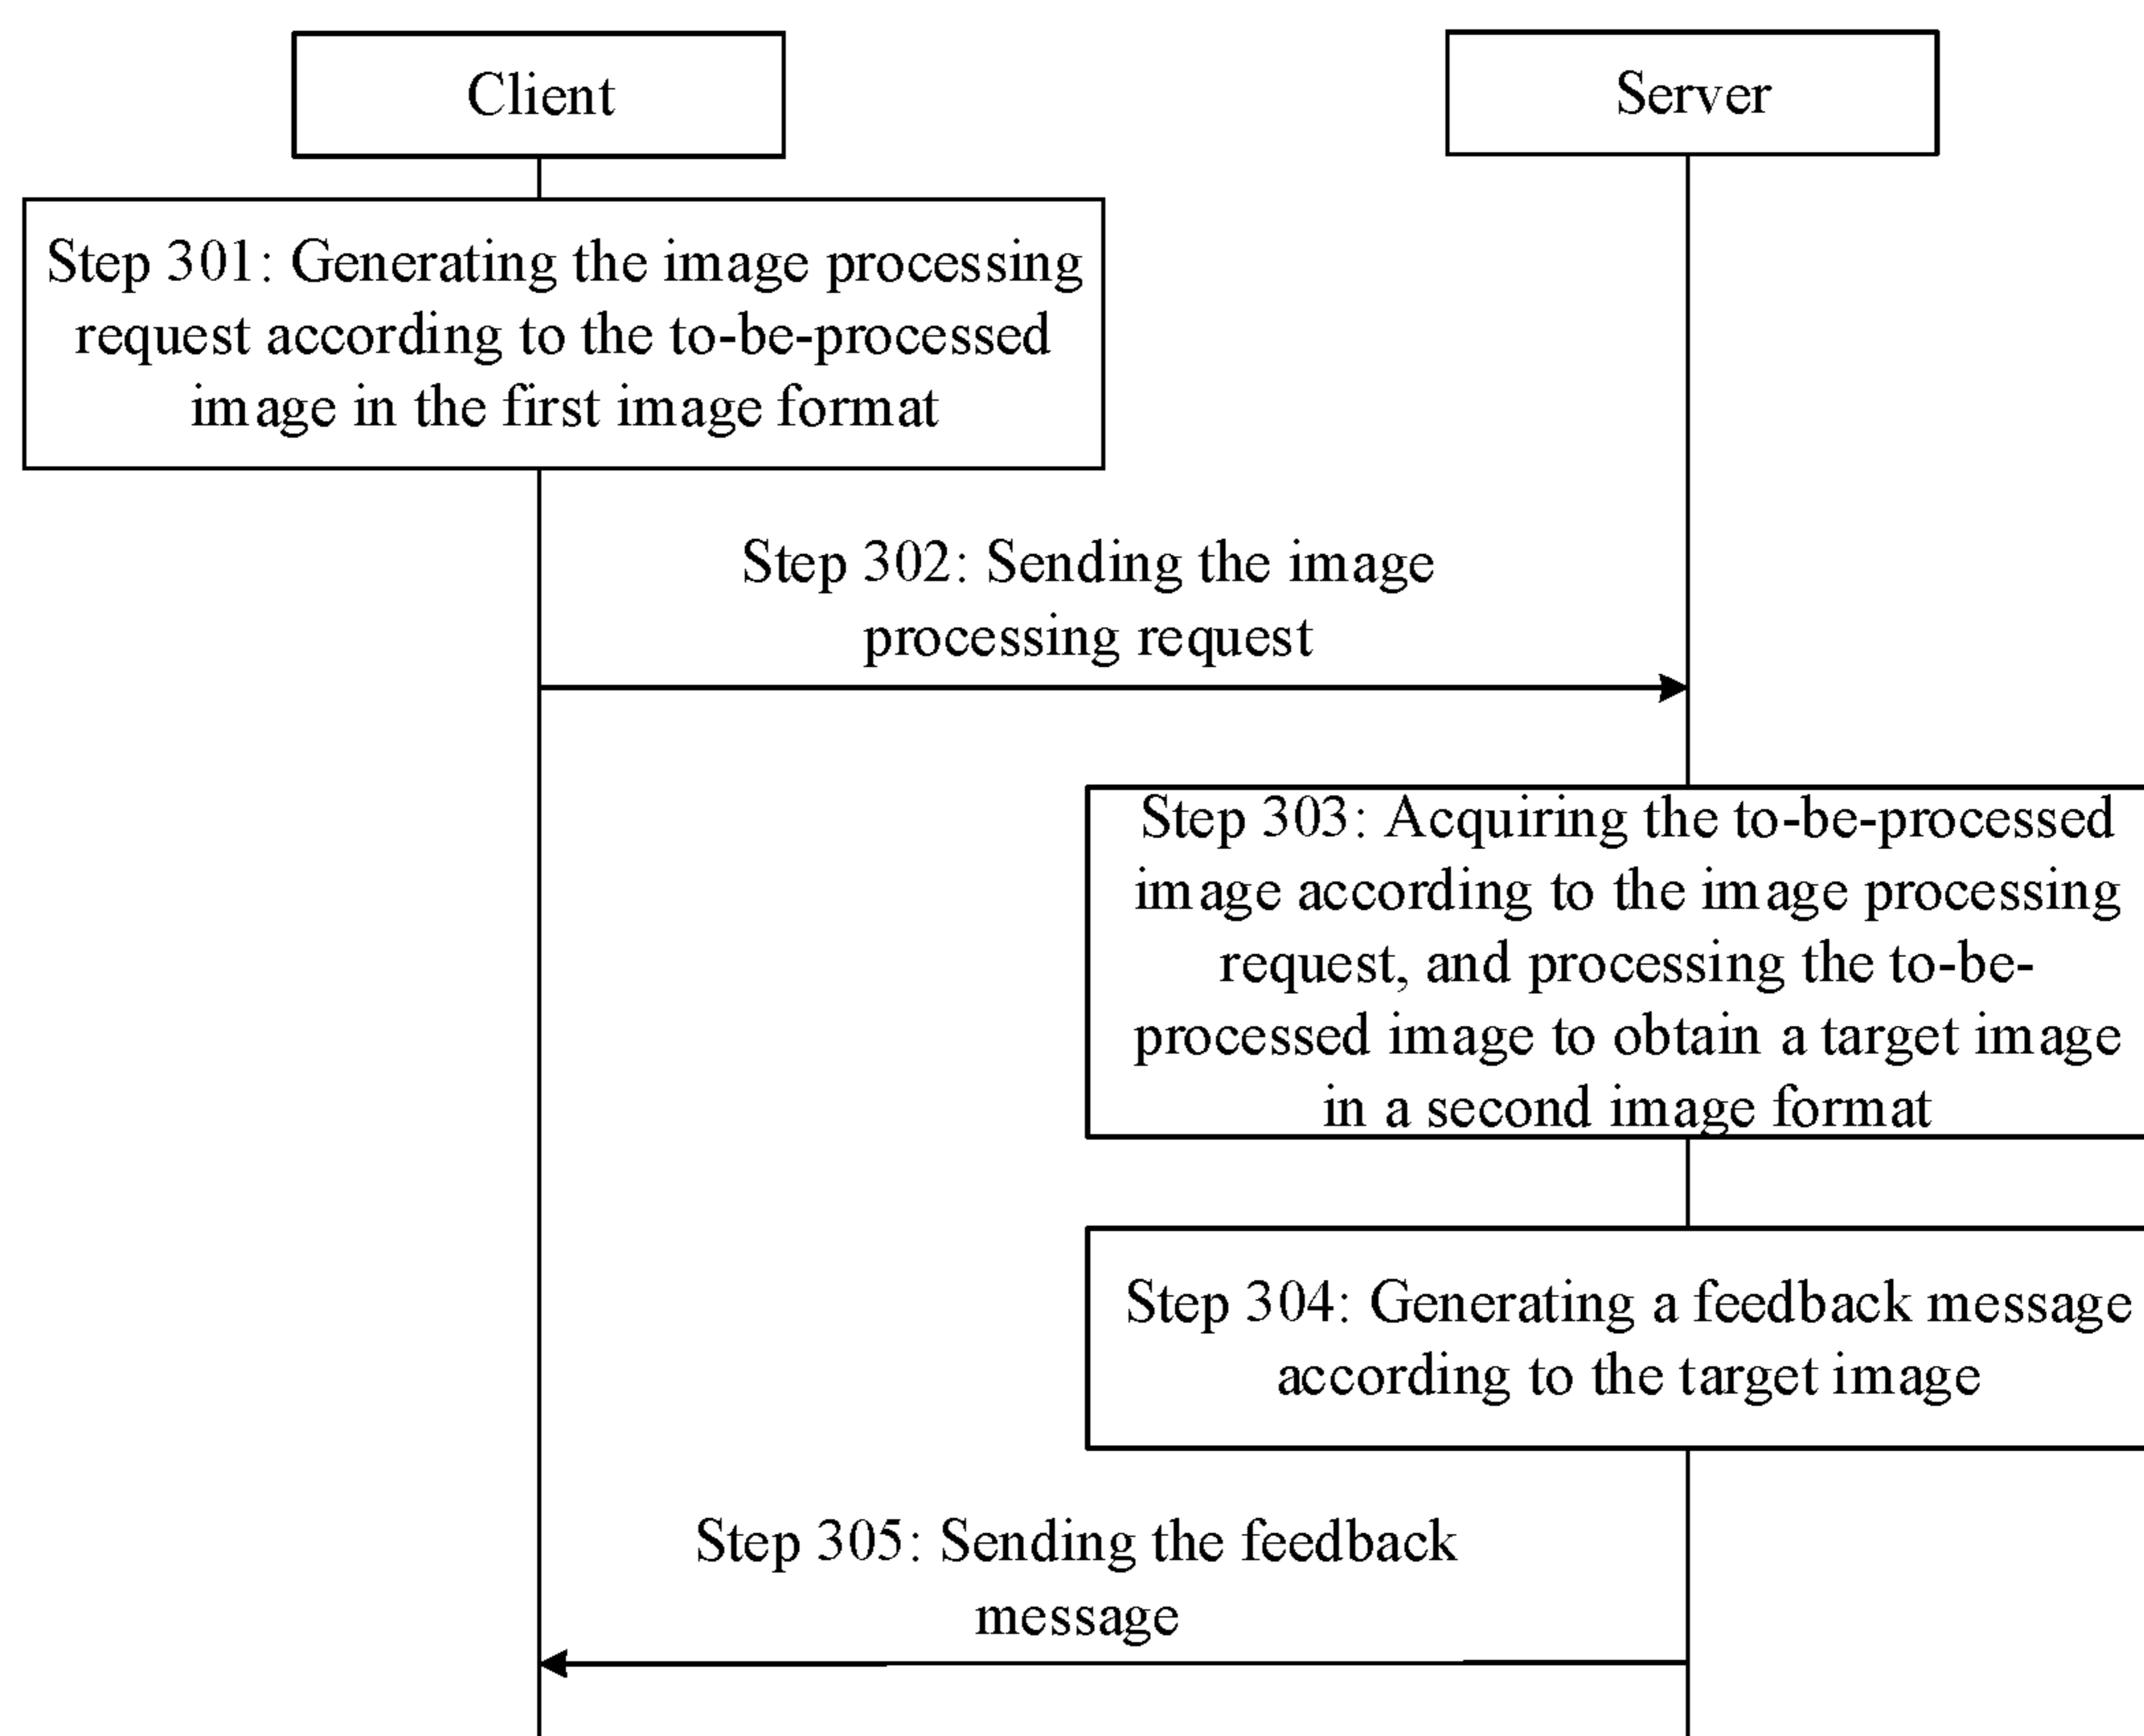 Client
Server
Step 301: Generating the image processing
request according to the to-be-processed
image in the first image format
Step 302: Sending the image
processing request
Step 303: Acquiring the to-be-processed
image according to the image processing
request, and processing the to-be-
processed image to obtain a target image
in a second image format
Step 304: Generating a feedback message
according to the target image
Step 305: Sending the feedback
message